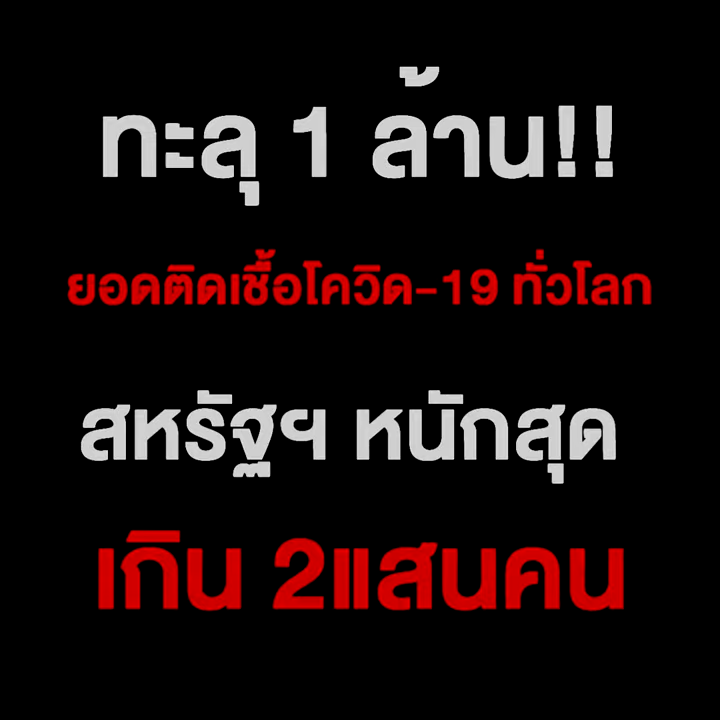 ทะลุ 1 ล้าน!!
ยอดติดเชื้อโควิด-19 ทั่วโลก
สหรัฐฯ หนักสุด
เกิน 2แสนคน